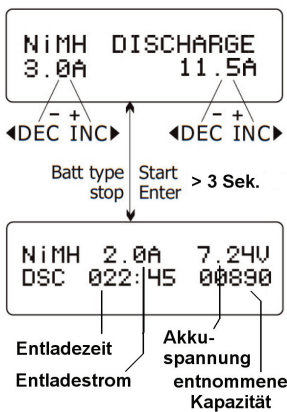 NiMH DISCHARGE
3.0A 11.5A
- + - +
◀DEC INC▶ ◀DEC INC▶
Batt type Start
stop Enter > 3 Sek.
NiMH 2.0A 7.24V
DSC 022:45 00890
Entladezeit Akku-
spannung
Entladestrom entnommene
Kapazität